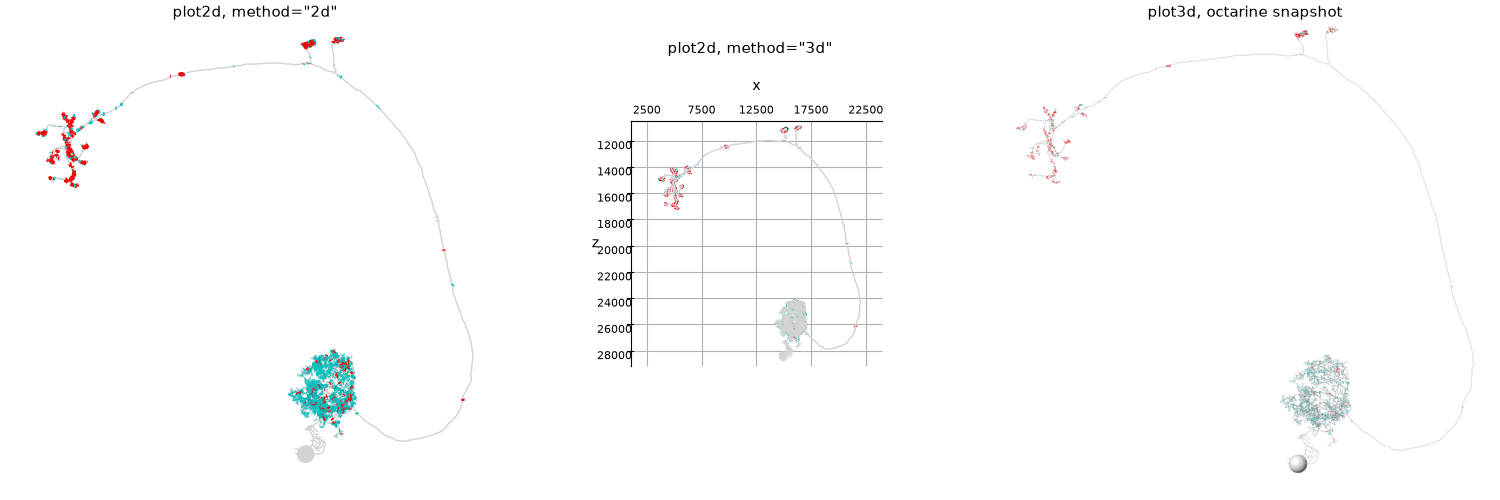 plot2d, method="2d"
plot2d, method="3d"
x
2500 7500 12500 17500 22500
12000
14000
16000
18000
z
20000
22000
24000
26000
28000
plot3d, octarine snapshot